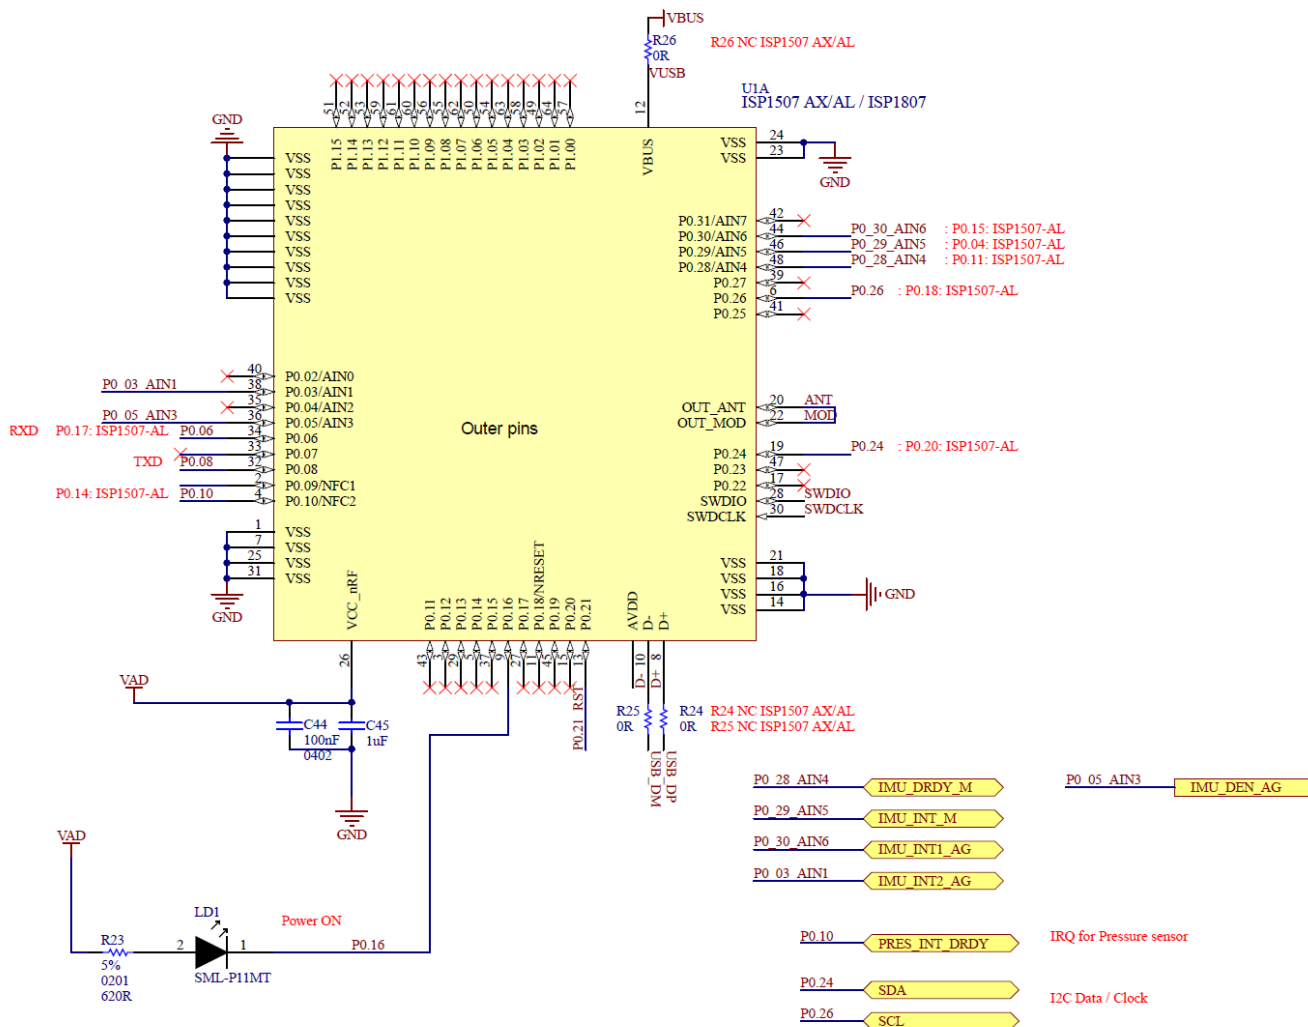 VBUS
R26
0R
R26 NC ISP1507 AX/AL
VUSB
U1A
ISP1507 AX/AL / ISP1807
51
52
53
59
61
60
56
55
62
50
54
63
58
49
64
57
12
P1.15
P1.14
P1.13
P1.12
P1.11
P1.10
P1.09
P1.08
P1.07
P1.06
P1.05
P1.04
P1.03
P1.02
P1.01
P1.00
VBUS
GND
VSS
VSS
VSS
VSS
VSS
VSS
VSS
VSS
VSS
VSS
VSS 24
VSS 23
GND
P0.31/AIN7 42
P0.30/AIN6 44 P0_30_AIN6 : P0.15: ISP1507-AL
P0.29/AIN5 46 P0_29_AIN5 : P0.04: ISP1507-AL
P0.28/AIN4 48 P0_28_AIN4 : P0.11: ISP1507-AL
P0.27 39
P0.26 6 P0.26 : P0.18: ISP1507-AL
P0.25 41
40 P0.02/AIN0
P0_03_AIN1 38 P0.03/AIN1
35 P0.04/AIN2
P0_05_AIN3 36 P0.05/AIN3
RXD P0.17: ISP1507-AL P0.06 34 P0.06
33 P0.07
TXD P0.08 32 P0.08
2 P0.09/NFC1
P0.14: ISP1507-AL P0.10 4 P0.10/NFC2
Outer pins
OUT_ANT 20 ANT
OUT_MOD 22 MOD
P0.24 19 P0.24 : P0.20: ISP1507-AL
P0.23 47
P0.22 17
SWDIO 28 SWDIO
SWDCLK 30 SWDCLK
1 VSS
7 VSS
25 VSS
31 VSS
GND
VSS 21
VSS 18
VSS 16
VSS 14
GND
VCC_nRF
P0.11
P0.12
P0.13
P0.14
P0.15
P0.16
P0.17
P0.18/NRESET
P0.19
P0.20
P0.21
AVDD
D-
D+
26
43
3
29
5
37
9
27
11
45
15
13
10
8
D-
D+
P0.21_RST
VAD
C44
100nF
0402
C45
1uF
GND
R25
0R
R24
0R
R24 NC ISP1507 AX/AL
R25 NC ISP1507 AX/AL
USB_DM
USB_DP
P0_28_AIN4 IMU_DRDY_M
P0_05_AIN3 IMU_DEN_AG
P0_29_AIN5 IMU_INT_M
P0_30_AIN6 IMU_INT1_AG
P0_03_AIN1 IMU_INT2_AG
VAD
LD1
Power ON
R23
5%
0201
620R
2
1
P0.16
SML-P11MT
P0.10 PRES_INT_DRDY IRQ for Pressure sensor
P0.24 SDA
I2C Data / Clock
P0.26 SCL